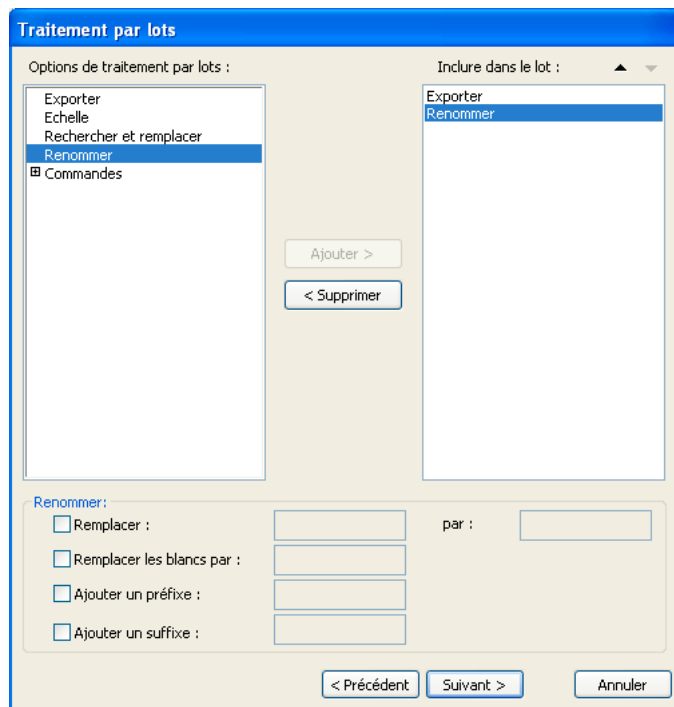 Traitement par lots
Options de traitement par lots :
Inclure dans le lot :
Exporter
Echelle
Rechercher et remplacer
Renommer
Commandes
Exporter
Renommer
Ajouter >
< Supprimer
Renommer:
Remplacer :
par :
Remplacer les blancs par :
Ajouter un préfixe :
Ajouter un suffixe :
< Précédent
Suivant >
Annuler